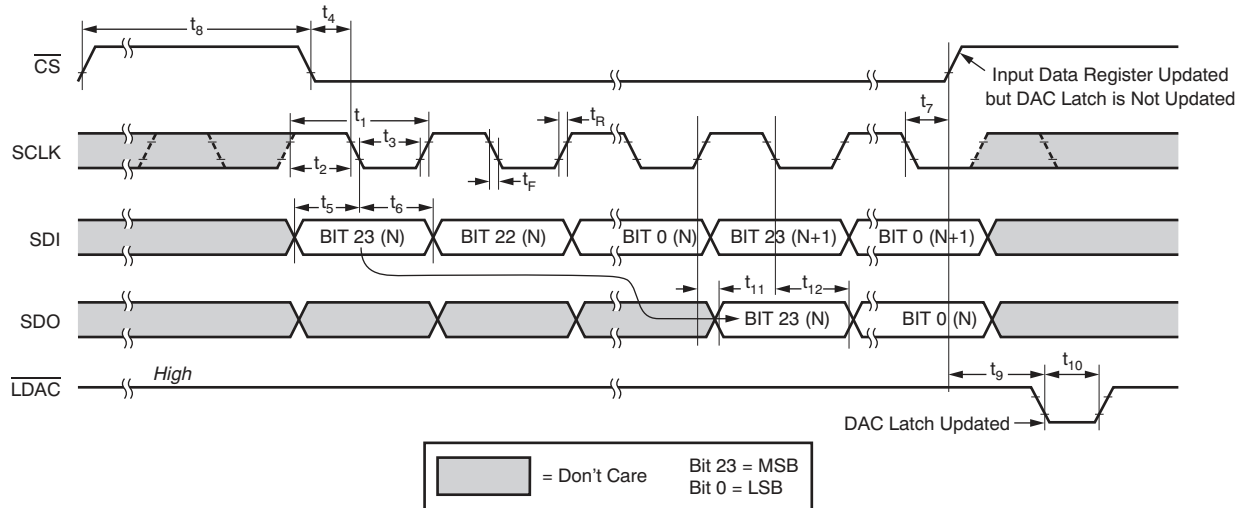 t8
t4
CS
Input Data Register Updated
but DAC Latch is Not Updated
t1
t3
tR
t7
SCLK
t2
tF
t5
t6
SDI
BIT 23 (N)
BIT 22 (N)
BIT 0 (N)
BIT 23 (N+1)
BIT 0 (N+1)
t11
t12
SDO
BIT 23 (N)
BIT 0 (N)
High
LDAC
t9
t10
DAC Latch Updated
= Don't Care
Bit 23 = MSB
Bit 0 = LSB